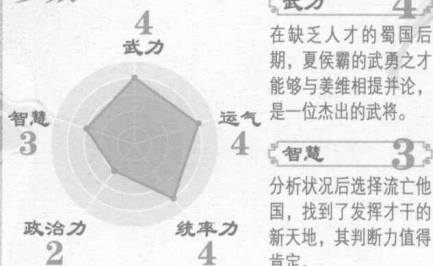 4
武力
智慧
3
运气
4
政治力
2
统率力
4
武力 4
在缺乏人才的蜀国后
期，夏侯霸的武勇之才
能够与姜维相提并论，
是一位杰出的武将。
智慧 3
分析状况后选择流亡他
国，找到了发挥才干的
新天地，其判断力值得
肯定。